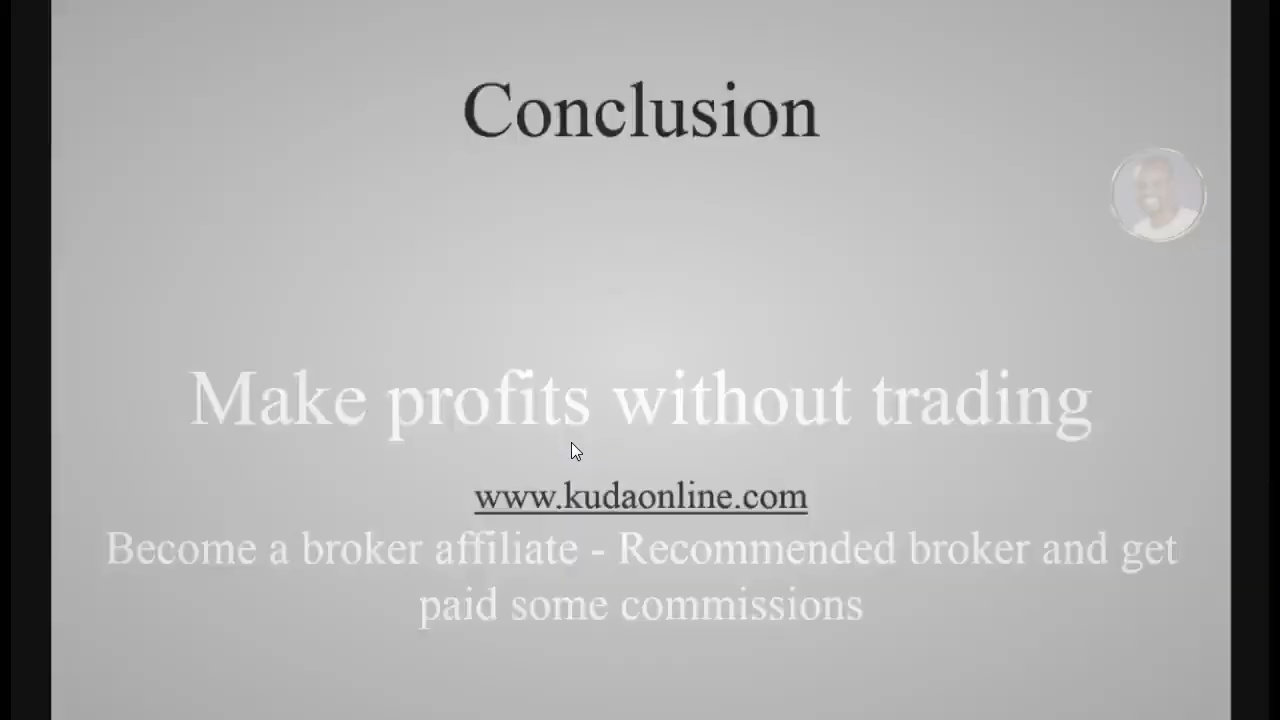 Conclusion
Make profits without trading
www.kudaonline.com
Become a broker affiliate - Recommended broker and get
paid some commissions